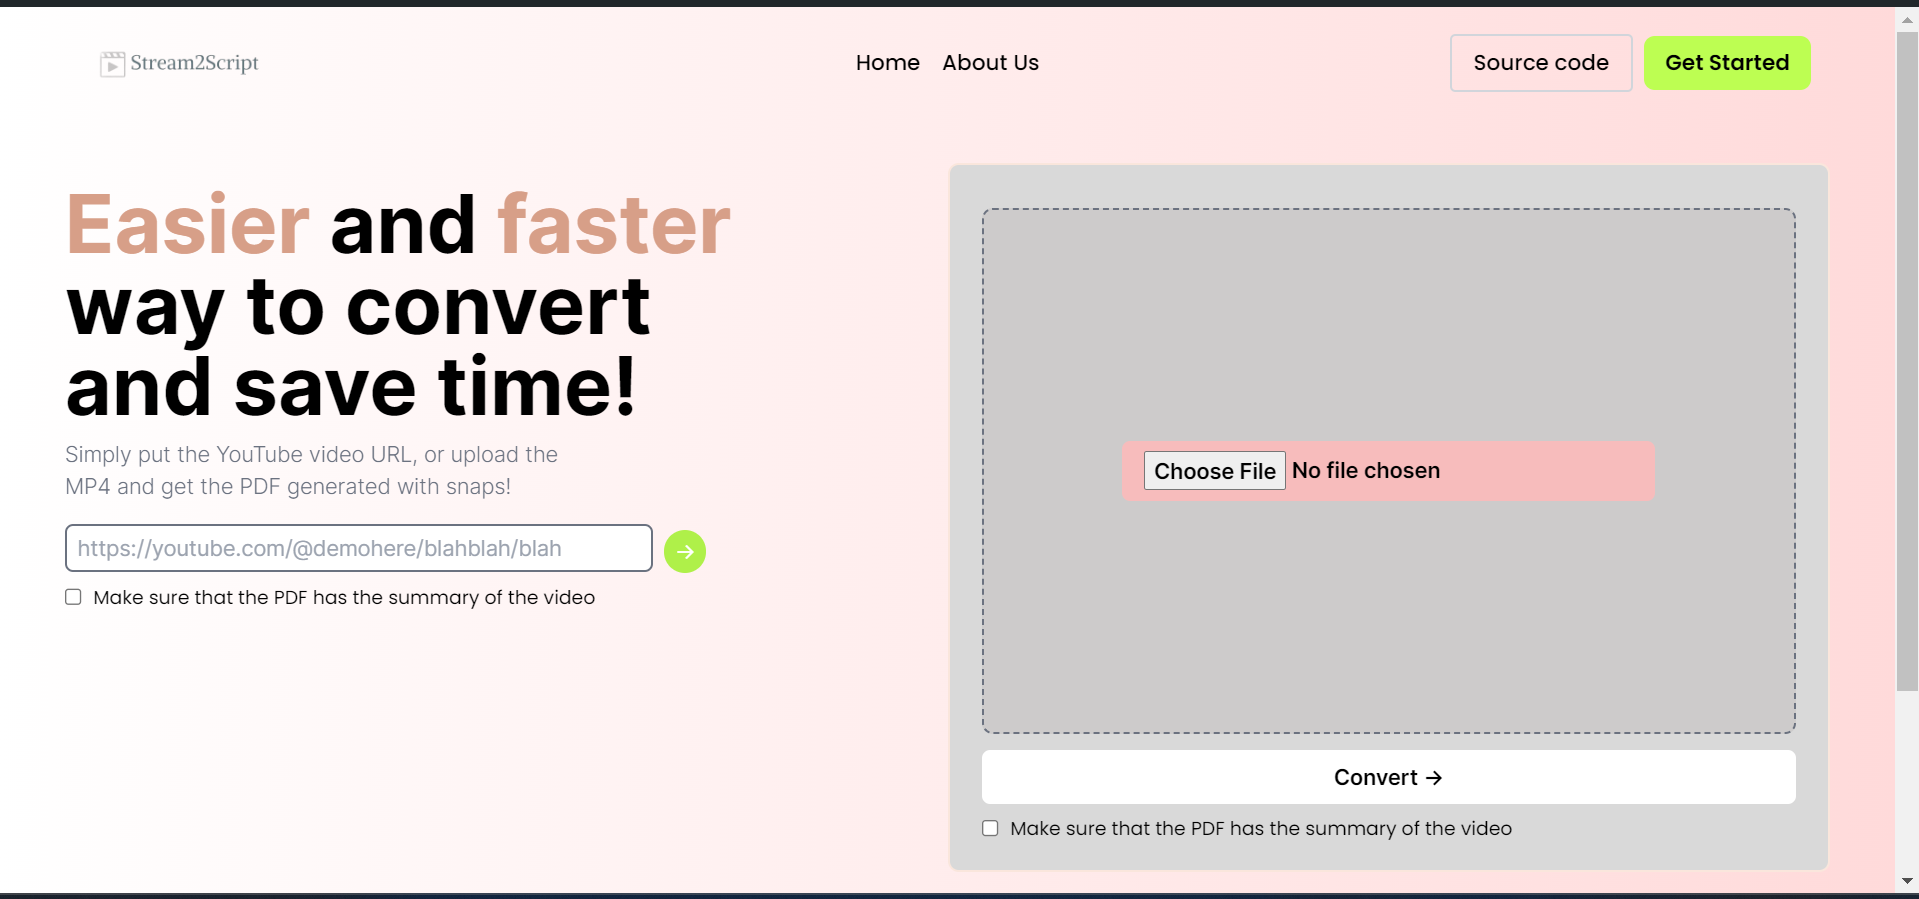 Stream2Script
Home
About Us
Source code
Get Started
Easier and faster
way to convert
and save time!
Simply put the YouTube video URL, or upload the
MP4 and get the PDF generated with snaps!
https://youtube.com/@demohere/blahblah/blah
→
Make sure that the PDF has the summary of the video
Choose File No file chosen
Convert →
Make sure that the PDF has the summary of the video